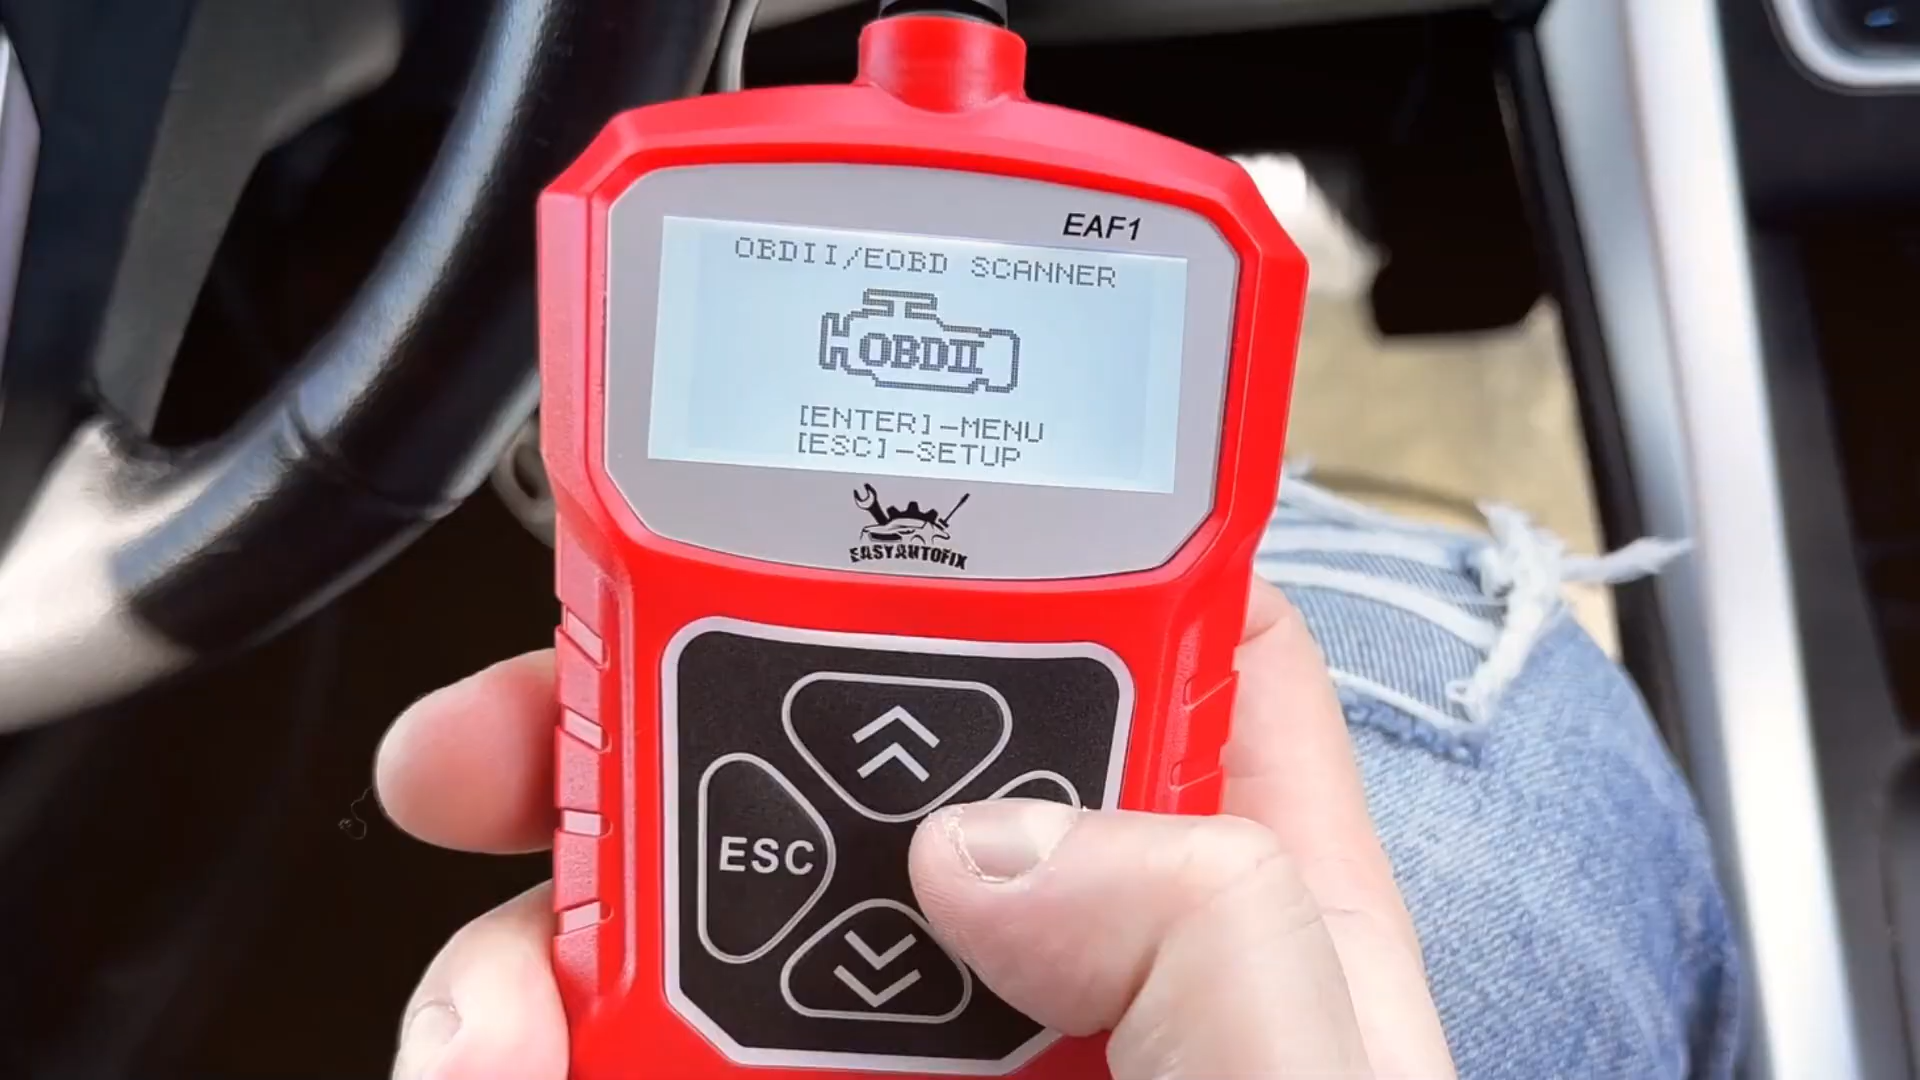 EAF1
OBDII/EOBD SCANNER
OBDII
[ENTER]-MENU
[ESC]-SETUP
EASYAUTOFIX
ESC